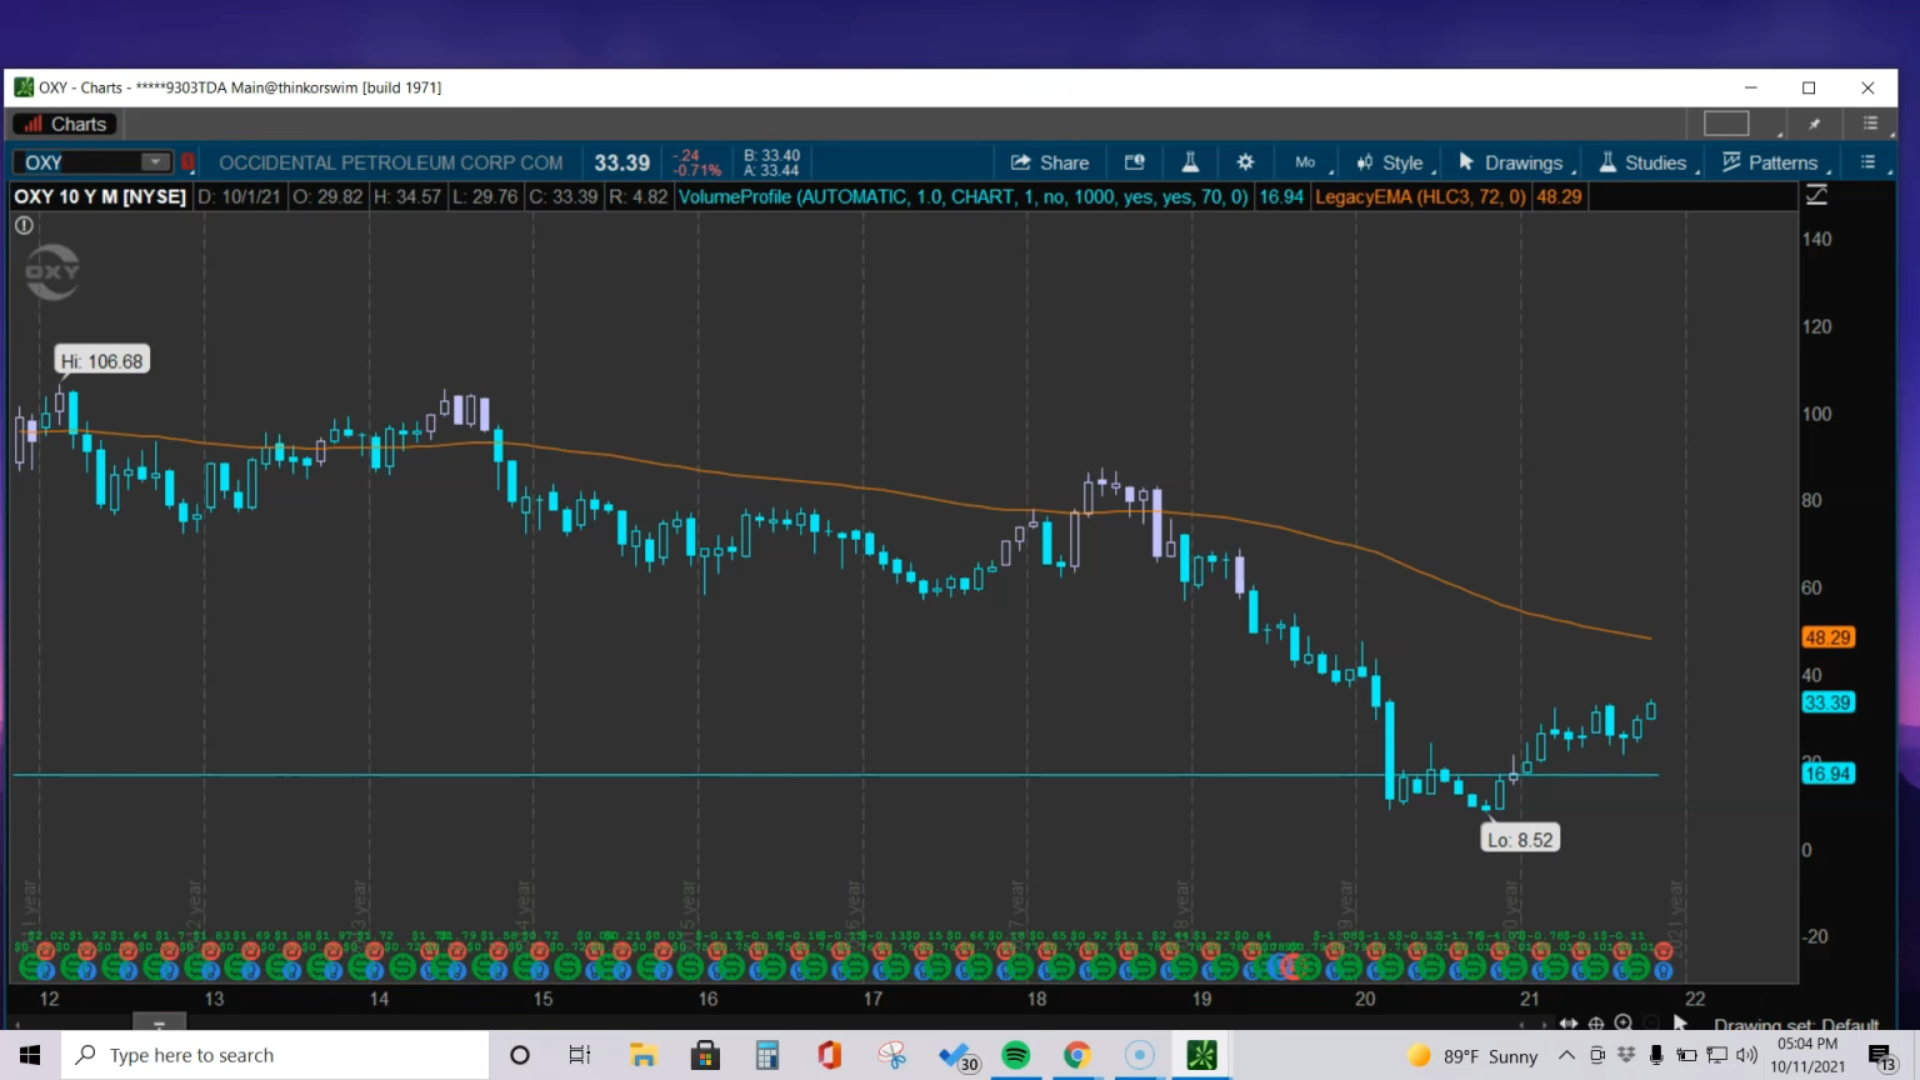 OXY - Charts - *****9303TDA Main@thinkorswim [build 1971]
Charts
OXY OCCIDENTAL PETROLEUM CORP COM 33.39 -.24 -0.71% B: 33.40 A: 33.44 Share Mo Style Drawings Studies Patterns
OXY 10 Y M [NYSE] D: 10/1/21 O: 29.82 H: 34.57 L: 29.76 C: 33.39 R: 4.82 VolumeProfile (AUTOMATIC, 1.0, CHART, 1, no, 1000, yes, yes, 70, 0) 16.94 LegacyEMA (HLC3, 72, 0) 48.29
OXY
140
120
Hi: 106.68
100
80
60
48.29
40
33.39
20
16.94
Lo: 8.52
0
-20
12 13 14 15 16 17 18 19 20 21 22
Drawing set: Default
Type here to search
30
89°F Sunny
05:04 PM
10/11/2021
13